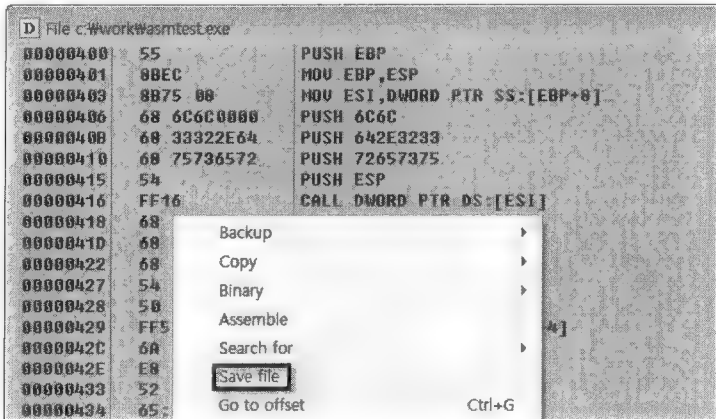 D File c:₩work₩asmtest.exe
00000400 55 PUSH EBP
00000401 8BEC MOV EBP,ESP
00000403 8B75 08 MOV ESI,DWORD PTR SS:[EBP+8]
00000406 68 6C6C0000 PUSH 6C6C
0000040B 68 33322E64 PUSH 642E3233
00000410 68 75736572 PUSH 72657375
00000415 54 PUSH ESP
00000416 FF16 CALL DWORD PTR DS:[ESI]
00000418 68
0000041D 68
00000422 68
00000427 54
00000428 50
00000429 FF5 4]
0000042C 6A
0000042E E8
00000433 52
00000434 65:
Backup
Copy
Binary
Assemble
Search for
Save file
Go to offset Ctrl+G